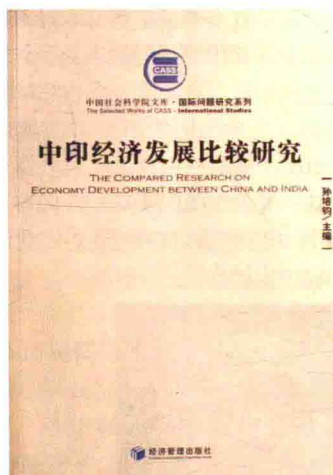 CASS
中国社会科学院文库·国际问题研究系列
The Selected Works of CASS · International Studies
中印经济发展比较研究
THE COMPARED RESEARCH ON
ECONOMY DEVELOPMENT BETWEEN CHINA AND INDIA
孙培钧/主编
经济管理出版社